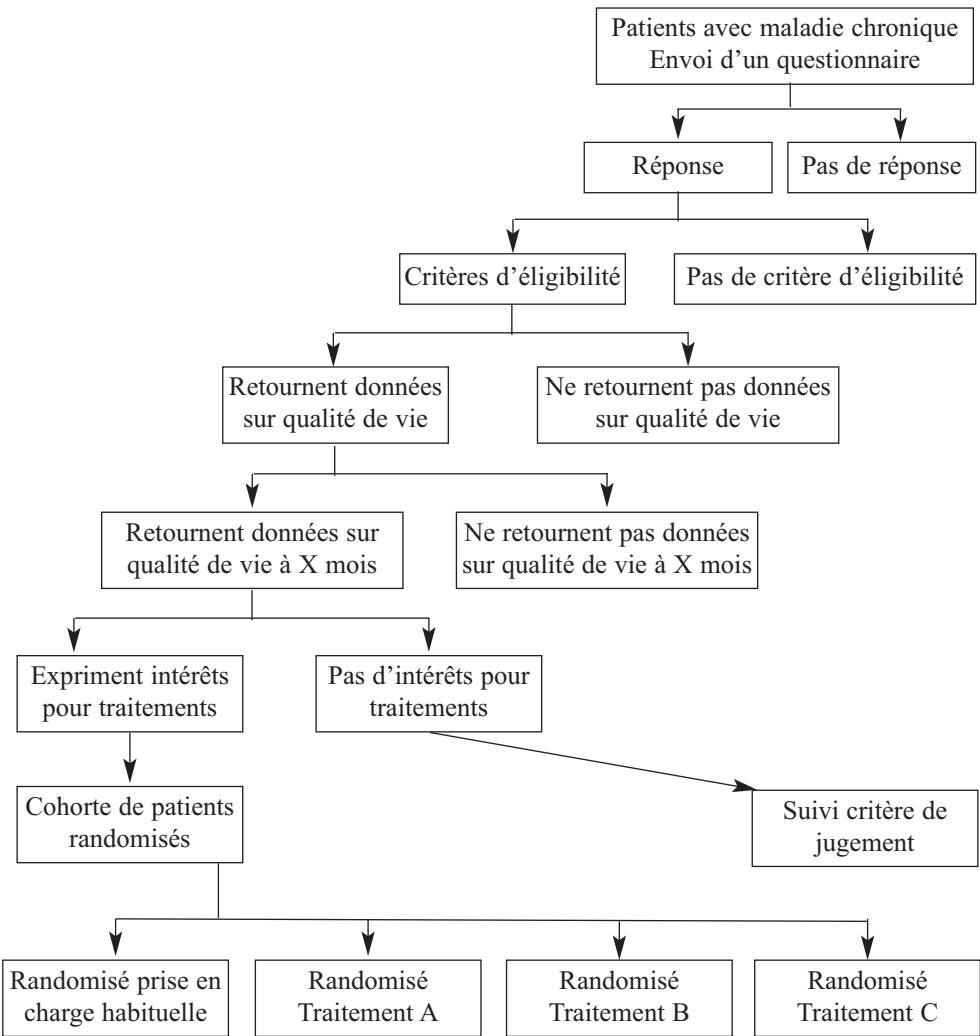 Patients avec maladie chronique
Envoi d'un questionnaire
Réponse
Pas de réponse
Critères d'éligibilité
Pas de critère d'éligibilité
Retournent données
sur qualité de vie
Ne retournent pas données
sur qualité de vie
Retournent données sur
qualité de vie à X mois
Ne retournent pas données
sur qualité de vie à X mois
Expriment intérêts
pour traitements
Pas d'intérêts pour
traitements
Cohorte de patients
randomisés
Suivi critère de
jugement
Randomisé prise en
charge habituelle
Randomisé
Traitement A
Randomisé
Traitement B
Randomisé
Traitement C